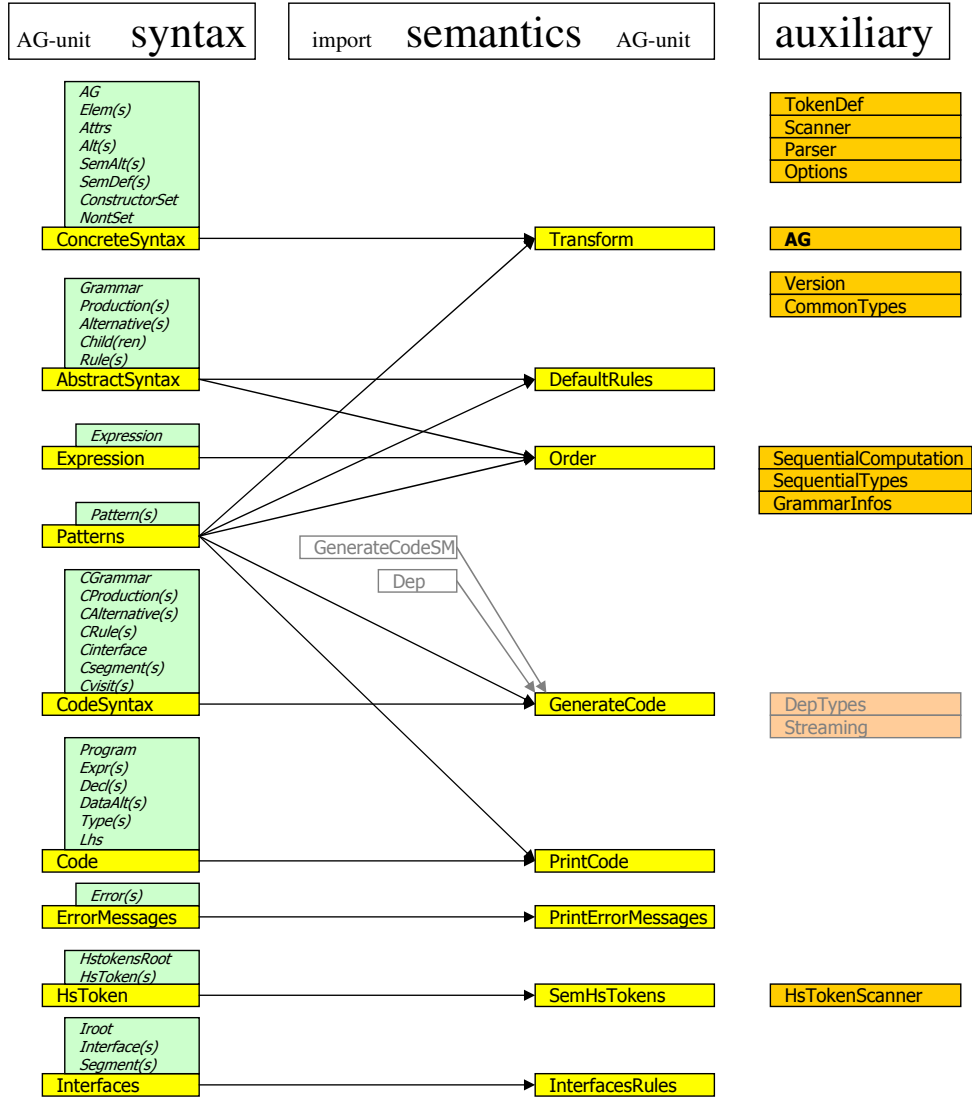 AG-unit syntax
import semantics AG-unit
auxiliary
AG
Elem(s)
Attrs
Alt(s)
SemAlt(s)
SemDef(s)
ConstructorSet
NontSet
ConcreteSyntax
Transform
TokenDef
Scanner
Parser
Options
AG
Version
CommonTypes
Grammar
Production(s)
Alternative(s)
Child(ren)
Rule(s)
AbstractSyntax
DefaultRules
Expression
Expression
Order
SequentialComputation
SequentialTypes
GrammarInfos
Pattern(s)
Patterns
GenerateCodeSM
Dep
CGrammar
CProduction(s)
CAlternative(s)
CRule(s)
Cinterface
Csegment(s)
Cvisit(s)
CodeSyntax
GenerateCode
DepTypes
Streaming
Program
Expr(s)
Decl(s)
DataAlt(s)
Type(s)
Lhs
Code
PrintCode
Error(s)
ErrorMessages
PrintErrorMessages
HstokensRoot
HsToken(s)
HsToken
SemHsTokens
HsTokenScanner
Iroot
Interface(s)
Segment(s)
Interfaces
InterfacesRules